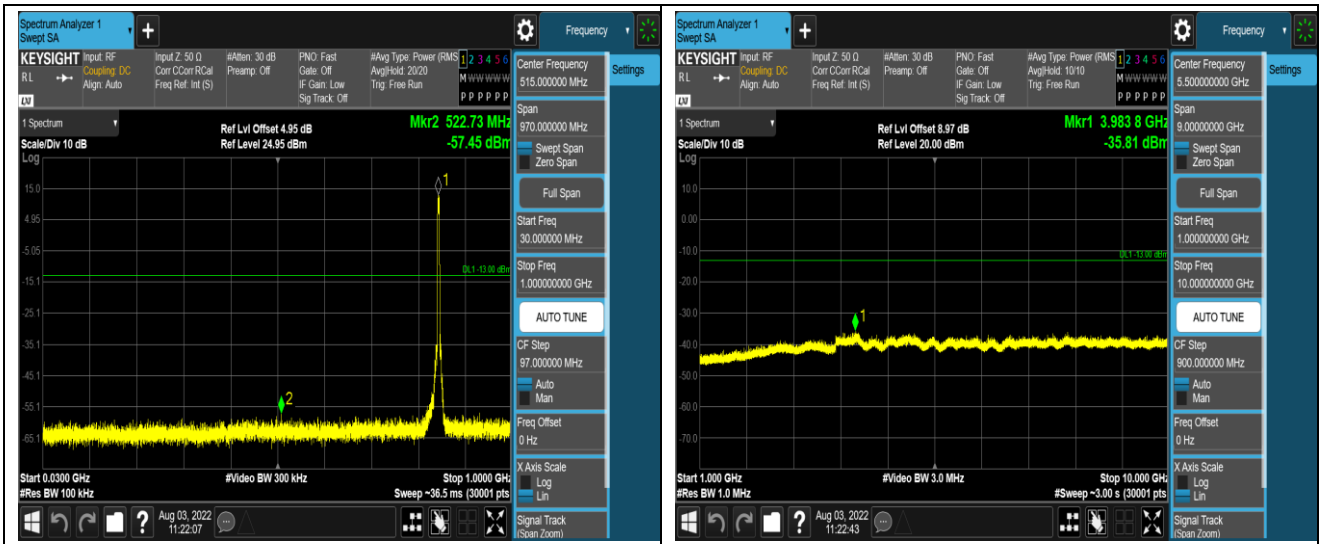 Spectrum Analyzer 1
Swept SA
Frequency
KEYSIGHT
R L
Input: RF
Coupling: DC
Align: Auto
Input Z: 50 Ω
Corr CCorr RCal
Freq Ref: Int (S)
#Atten: 30 dB
Preamp: Off
PNO: Fast
Gate: Off
IF Gain: Low
Sig Track: Off
#Avg Type: Power (RMS
Avg|Hold: 20/20
Trig: Free Run
1 2 3 4 5 6
M W W W W W
P P P P P P
Center Frequency
515.000000 MHz
Settings
1 Spectrum
Ref Lvl Offset 4.95 dB
Mkr2 522.73 MHz
Scale/Div 10 dB
Ref Level 24.95 dBm
-57.45 dBm
Span
970.000000 MHz
Swept Span
Zero Span
Log
15.0
4.95
-5.05
-15.1
-25.1
-35.1
-45.1
-55.1
-65.1
1
2
DL1 -13.00 dBm
Full Span
Start Freq
30.000000 MHz
Stop Freq
1.000000000 GHz
AUTO TUNE
CF Step
97.000000 MHz
Auto
Man
Freq Offset
0 Hz
X Axis Scale
Log
Lin
Signal Track
(Span Zoom)
Start 0.0300 GHz
#Video BW 300 kHz
Stop 1.0000 GHz
#Res BW 100 kHz
Sweep ~36.5 ms (30001 pts
?
Aug 03, 2022
11:22:07
Spectrum Analyzer 1
Swept SA
Frequency
KEYSIGHT
R L
Input: RF
Coupling: DC
Align: Auto
Input Z: 50 Ω
Corr CCorr RCal
Freq Ref: Int (S)
#Atten: 30 dB
Preamp: Off
PNO: Fast
Gate: Off
IF Gain: Low
Sig Track: Off
#Avg Type: Power (RMS
Avg|Hold: 10/10
Trig: Free Run
1 2 3 4 5 6
M W W W W W
P P P P P P
Center Frequency
5.500000000 GHz
Settings
1 Spectrum
Ref Lvl Offset 8.97 dB
Mkr1 3.983 8 GHz
Scale/Div 10 dB
Ref Level 20.00 dBm
-35.81 dBm
Span
9.00000000 GHz
Swept Span
Zero Span
Log
10.0
0.00
-10.0
-20.0
-30.0
-40.0
-50.0
-60.0
-70.0
1
DL1 -13.00 dBm
Full Span
Start Freq
1.000000000 GHz
Stop Freq
10.000000000 GHz
AUTO TUNE
CF Step
900.000000 MHz
Auto
Man
Freq Offset
0 Hz
X Axis Scale
Log
Lin
Signal Track
(Span Zoom)
Start 1.000 GHz
#Video BW 3.0 MHz
Stop 10.000 GHz
#Res BW 1.0 MHz
#Sweep ~3.00 s (30001 pts
?
Aug 03, 2022
11:22:43